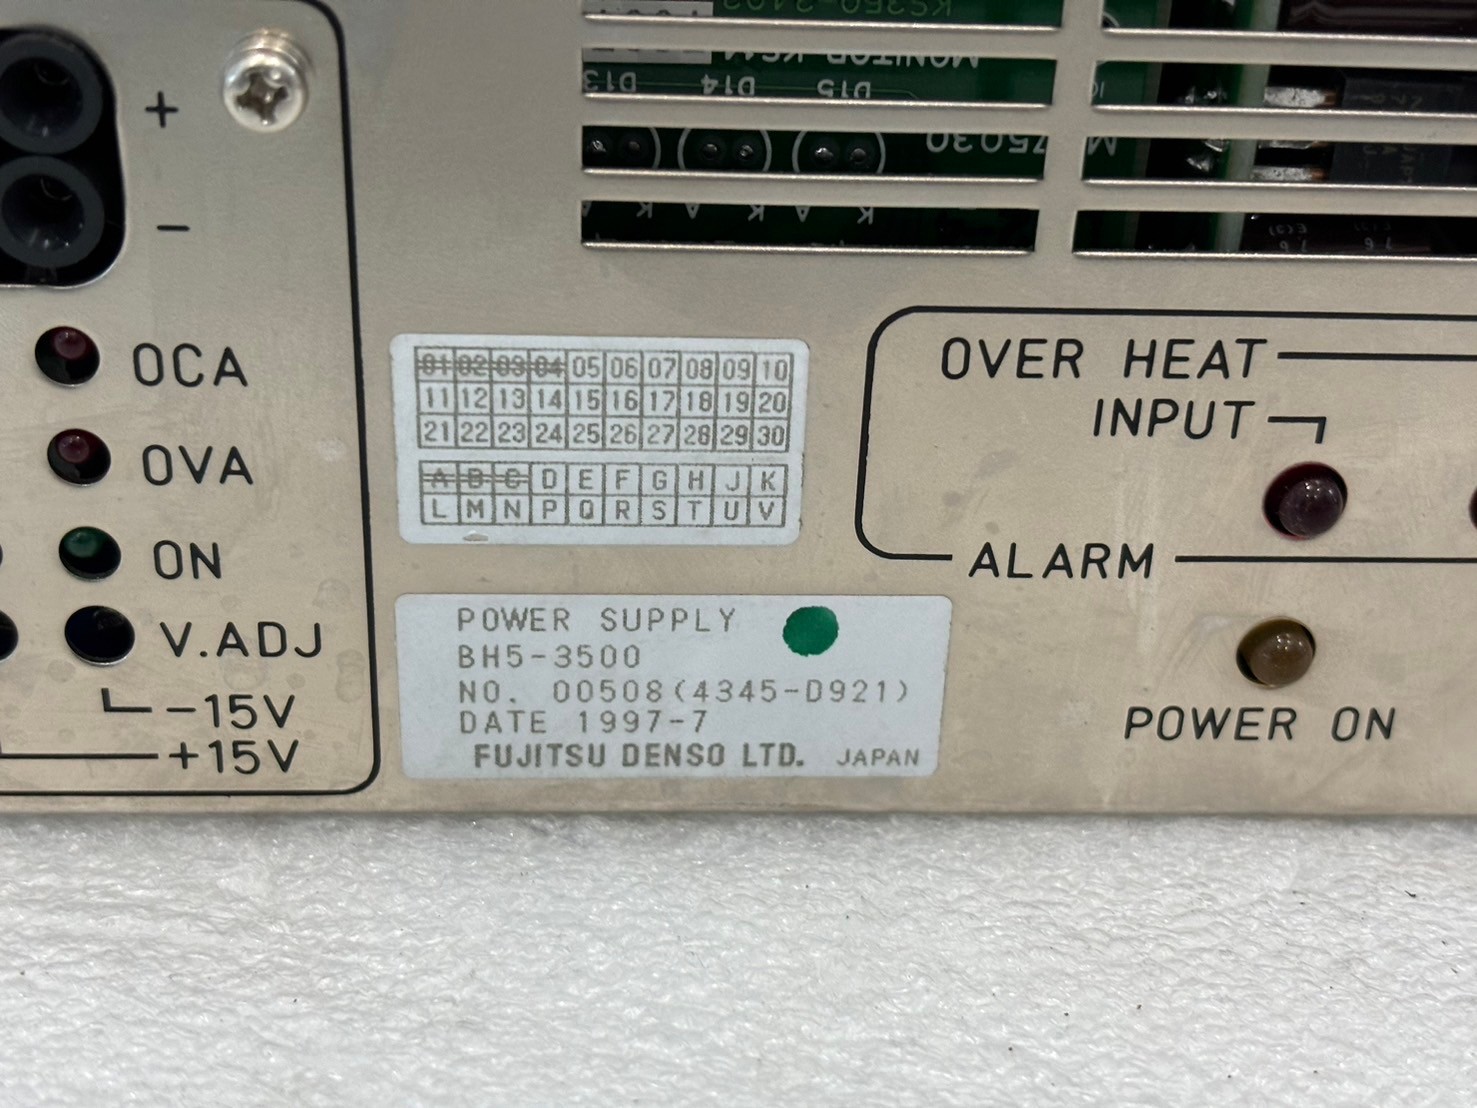 KS350-3403
MONITOR
D13 D14 D15
A K A K A K
+
−
OCA
OVA
ON
V.ADJ
−15V
+15V
01 02 03 04 05 06 07 08 09 10
11 12 13 14 15 16 17 18 19 20
21 22 23 24 25 26 27 28 29 30
A B C D E F G H J K
L M N P Q R S T U V
POWER SUPPLY
BH5-3500
NO. 00508(4345-D921)
DATE 1997-7
FUJITSU DENSO LTD. JAPAN
OVER HEAT
INPUT
ALARM
POWER ON